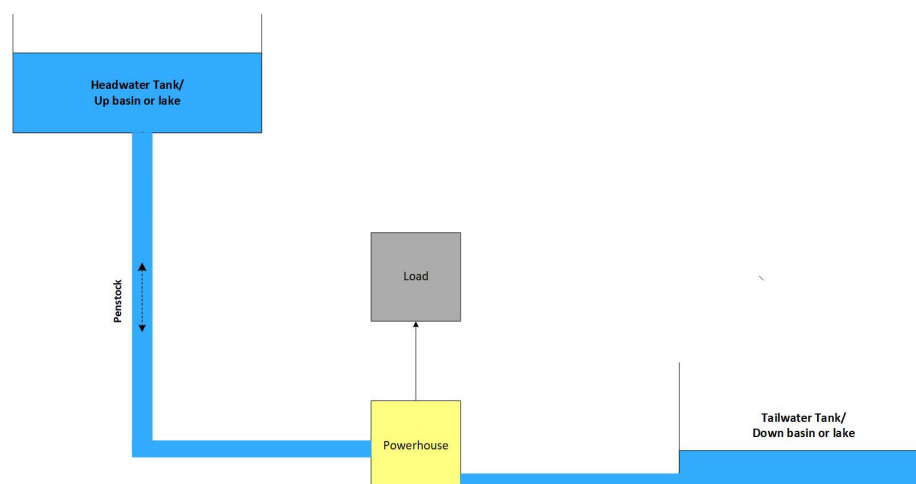 Headwater Tank/
Up basin or lake
Load
Penstock
Tailwater Tank/
Down basin or lake
Powerhouse